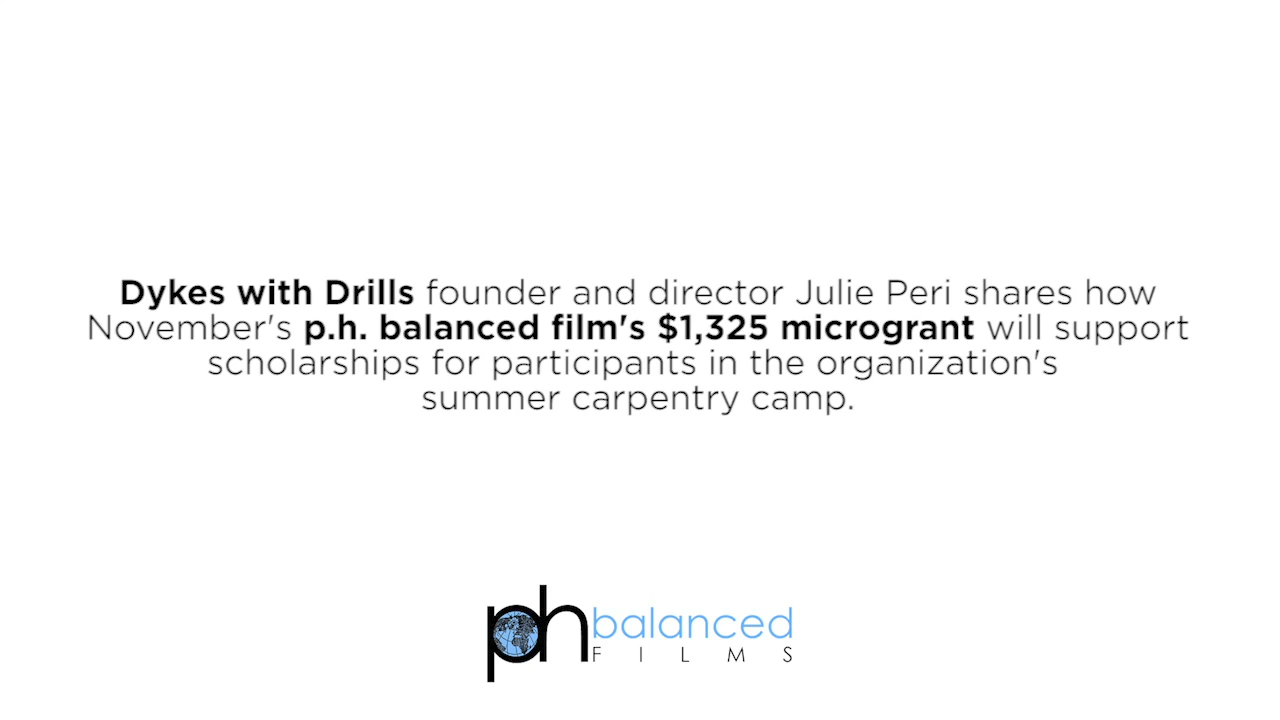 Dykes with Drills founder and director Julie Peri shares how
November's p.h. balanced film's $1,325 microgrant will support
scholarships for participants in the organization's
summer carpentry camp.
ph balanced
FILMS